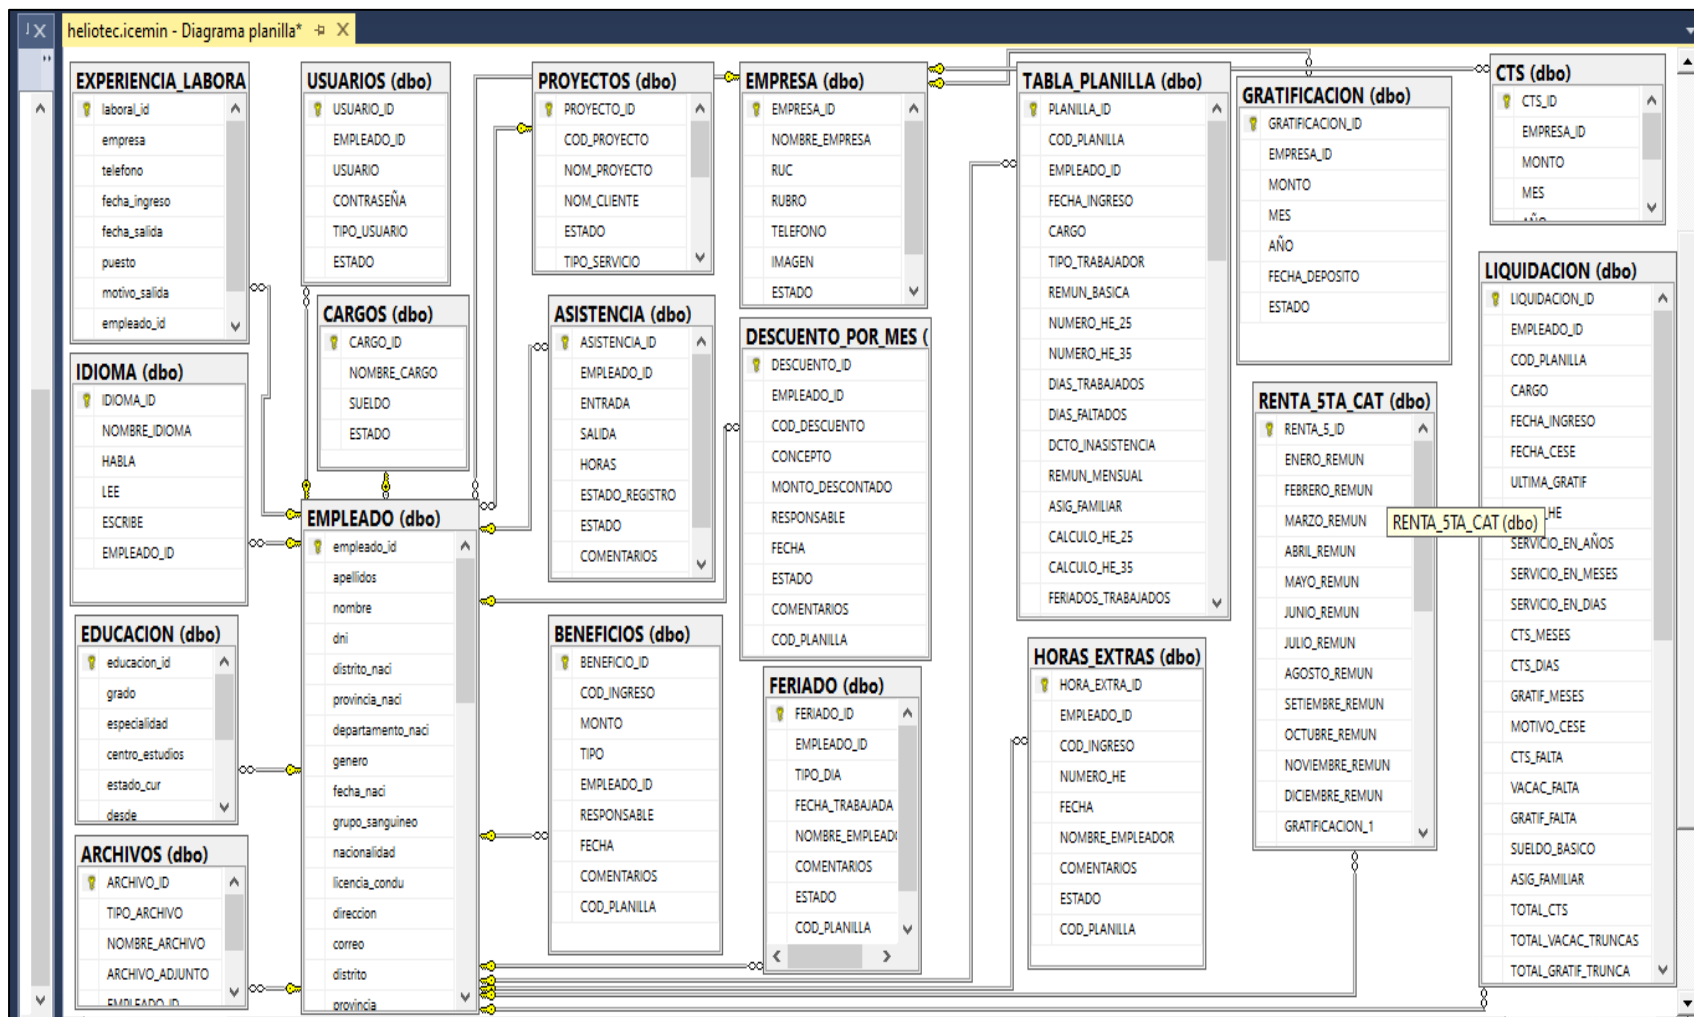 heliotec.icemin - Diagrama planilla*
EXPERIENCIA_LABORA
laboral_id
empresa
telefono
fecha_ingreso
fecha_salida
puesto
motivo_salida
empleado_id
IDIOMA (dbo)
IDIOMA_ID
NOMBRE_IDIOMA
HABLA
LEE
ESCRIBE
EMPLEADO_ID
EDUCACION (dbo)
educacion_id
grado
especialidad
centro_estudios
estado_cur
desde
ARCHIVOS (dbo)
ARCHIVO_ID
TIPO_ARCHIVO
NOMBRE_ARCHIVO
ARCHIVO_ADJUNTO
EMPLEADO_ID
USUARIOS (dbo)
USUARIO_ID
EMPLEADO_ID
USUARIO
CONTRASEÑA
TIPO_USUARIO
ESTADO
CARGOS (dbo)
CARGO_ID
NOMBRE_CARGO
SUELDO
ESTADO
EMPLEADO (dbo)
empleado_id
apellidos
nombre
dni
distrito_naci
provincia_naci
departamento_naci
genero
fecha_naci
grupo_sanguineo
nacionalidad
licencia_condu
direccion
correo
distrito
provincia
PROYECTOS (dbo)
PROYECTO_ID
COD_PROYECTO
NOM_PROYECTO
NOM_CLIENTE
ESTADO
TIPO_SERVICIO
ASISTENCIA (dbo)
ASISTENCIA_ID
EMPLEADO_ID
ENTRADA
SALIDA
HORAS
ESTADO_REGISTRO
ESTADO
COMENTARIOS
BENEFICIOS (dbo)
BENEFICIO_ID
COD_INGRESO
MONTO
TIPO
EMPLEADO_ID
RESPONSABLE
FECHA
COMENTARIOS
COD_PLANILLA
EMPRESA (dbo)
EMPRESA_ID
NOMBRE_EMPRESA
RUC
RUBRO
TELEFONO
IMAGEN
ESTADO
DESCUENTO_POR_MES (
DESCUENTO_ID
EMPLEADO_ID
COD_DESCUENTO
CONCEPTO
MONTO_DESCONTADO
RESPONSABLE
FECHA
ESTADO
COMENTARIOS
COD_PLANILLA
FERIADO (dbo)
FERIADO_ID
EMPLEADO_ID
TIPO_DIA
FECHA_TRABAJADA
NOMBRE_EMPLEAD
COMENTARIOS
ESTADO
COD_PLANILLA
TABLA_PLANILLA (dbo)
PLANILLA_ID
COD_PLANILLA
EMPLEADO_ID
FECHA_INGRESO
CARGO
TIPO_TRABAJADOR
REMUN_BASICA
NUMERO_HE_25
NUMERO_HE_35
DIAS_TRABAJADOS
DIAS_FALTADOS
DCTO_INASISTENCIA
REMUN_MENSUAL
ASIG_FAMILIAR
CALCULO_HE_25
CALCULO_HE_35
FERIADOS_TRABAJADOS
HORAS_EXTRAS (dbo)
HORA_EXTRA_ID
EMPLEADO_ID
COD_INGRESO
NUMERO_HE
FECHA
NOMBRE_EMPLEADOR
COMENTARIOS
ESTADO
COD_PLANILLA
GRATIFICACION (dbo)
GRATIFICACION_ID
EMPRESA_ID
MONTO
MES
AÑO
FECHA_DEPOSITO
ESTADO
RENTA_5TA_CAT (dbo)
RENTA_5_ID
ENERO_REMUN
FEBRERO_REMUN
MARZO_REMUN
ABRIL_REMUN
MAYO_REMUN
JUNIO_REMUN
JULIO_REMUN
AGOSTO_REMUN
SETIEMBRE_REMUN
OCTUBRE_REMUN
NOVIEMBRE_REMUN
DICIEMBRE_REMUN
GRATIFICACION_1
RENTA_5TA_CAT (dbo)
CTS (dbo)
CTS_ID
EMPRESA_ID
MONTO
MES
AÑO
LIQUIDACION (dbo)
LIQUIDACION_ID
EMPLEADO_ID
COD_PLANILLA
CARGO
FECHA_INGRESO
FECHA_CESE
ULTIMA_GRATIF
HE
SERVICIO_EN_AÑOS
SERVICIO_EN_MESES
SERVICIO_EN_DIAS
CTS_MESES
CTS_DIAS
GRATIF_MESES
MOTIVO_CESE
CTS_FALTA
VACAC_FALTA
GRATIF_FALTA
SUELDO_BASICO
ASIG_FAMILIAR
TOTAL_CTS
TOTAL_VACAC_TRUNCAS
TOTAL_GRATIF_TRUNCA